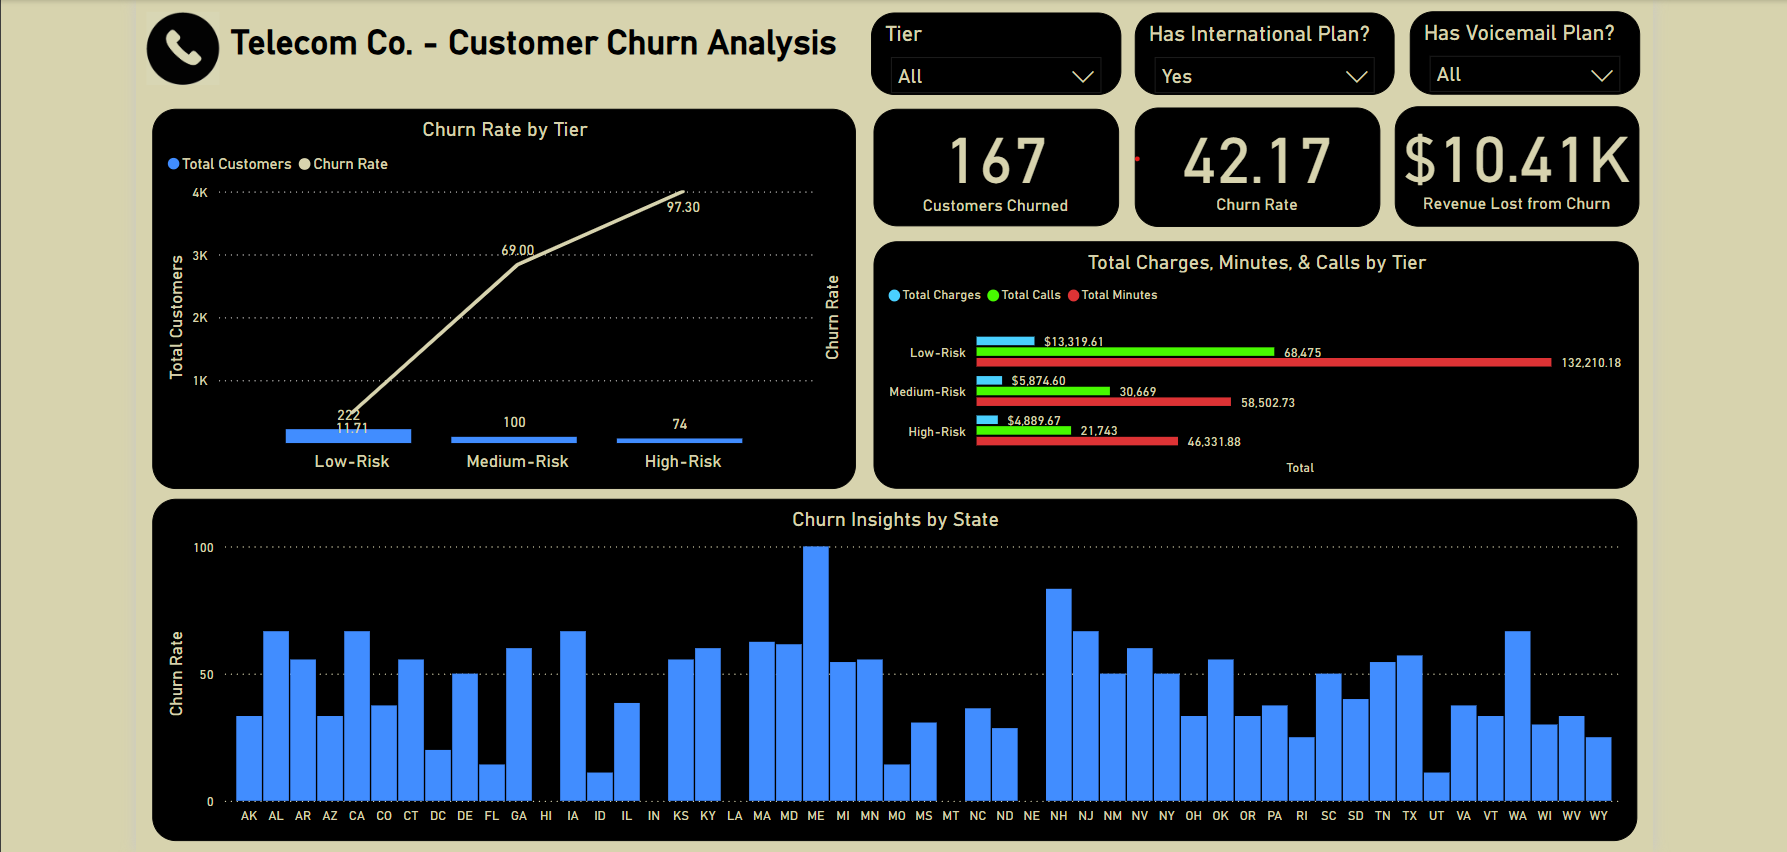 Telecom Co. - Customer Churn Analysis
Tier
All
Has International Plan?
Yes
Has Voicemail Plan?
All
167
Customers Churned
42.17
Churn Rate
$10.41K
Revenue Lost from Churn
Churn Rate by Tier
Total Customers Churn Rate
4K
3K
2K
1K
Total Customers
Churn Rate
97.30
69.00
222
11.71
100
74
Low-Risk Medium-Risk High-Risk
Total Charges, Minutes, & Calls by Tier
Total Charges Total Calls Total Minutes
Low-Risk
$13,319.61
68,475
132,210.18
Medium-Risk
$5,874.60
30,669
58,502.73
High-Risk
$4,889.67
21,743
46,331.88
Total
Churn Insights by State
Churn Rate
100
50
0
AK AL AR AZ CA CO CT DC DE FL GA HI IA ID IL IN KS KY LA MA MD ME MI MN MO MS MT NC ND NE NH NJ NM NV NY OH OK OR PA RI SC SD TN TX UT VA VT WA WI WV WY